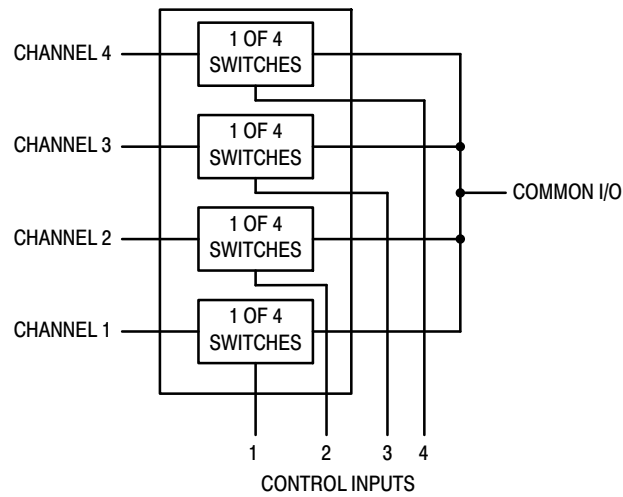 CHANNEL 4
1 OF 4
SWITCHES
CHANNEL 3
1 OF 4
SWITCHES
COMMON I/O
CHANNEL 2
1 OF 4
SWITCHES
CHANNEL 1
1 OF 4
SWITCHES
1 2 3 4
CONTROL INPUTS